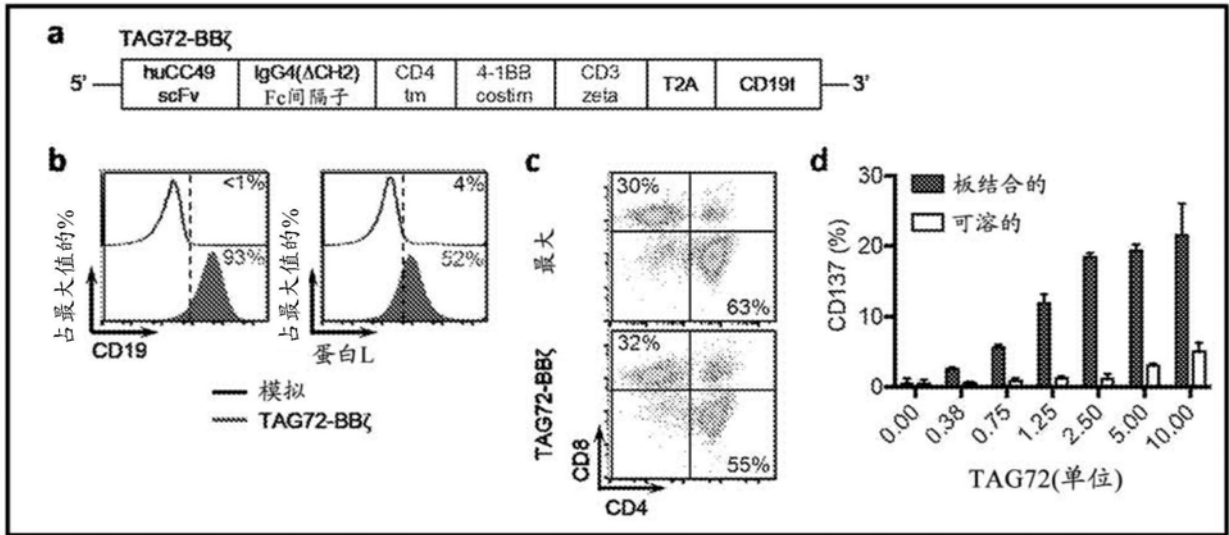 a
TAG72-BBζ
5' huCC49 scFv IgG4(ΔCH2) Fc间隔子 CD4 tm 4-1BB costim CD3 zeta T2A CD19t 3'
b
<1%
93%
占最大值的%
CD19
4%
52%
占最大值的%
蛋白L
模拟
TAG72-BBζ
c
30%
63%
最大
32%
55%
TAG72-BBζ
CD8
CD4
d
30
20
10
0
CD137 (%)
板结合的
可溶的
0.00 0.38 0.75 1.25 2.50 5.00 10.00
TAG72(单位)